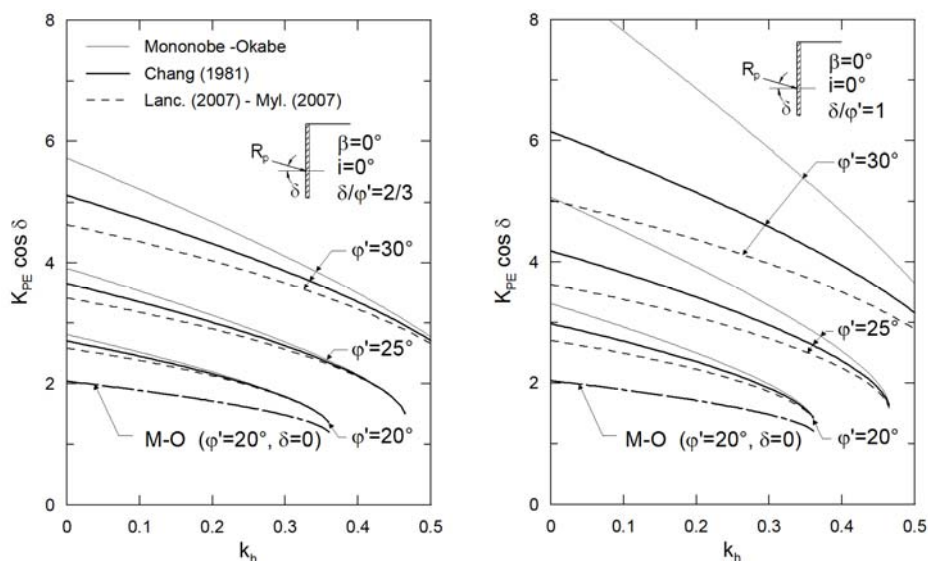 8
6
4
2
0
K_PE cos δ
Mononobe -Okabe
Chang (1981)
Lanc. (2007) - Myl. (2007)
R_p
δ
β=0°
i=0°
δ/φ'=2/3
φ'=30°
φ'=25°
φ'=20°
M-O (φ'=20°, δ=0)
0 0.1 0.2 0.3 0.4 0.5
k_h
8
6
4
2
0
K_PE cos δ
R_p
δ
β=0°
i=0°
δ/φ'=1
φ'=30°
φ'=25°
φ'=20°
M-O (φ'=20°, δ=0)
0 0.1 0.2 0.3 0.4 0.5
k_h